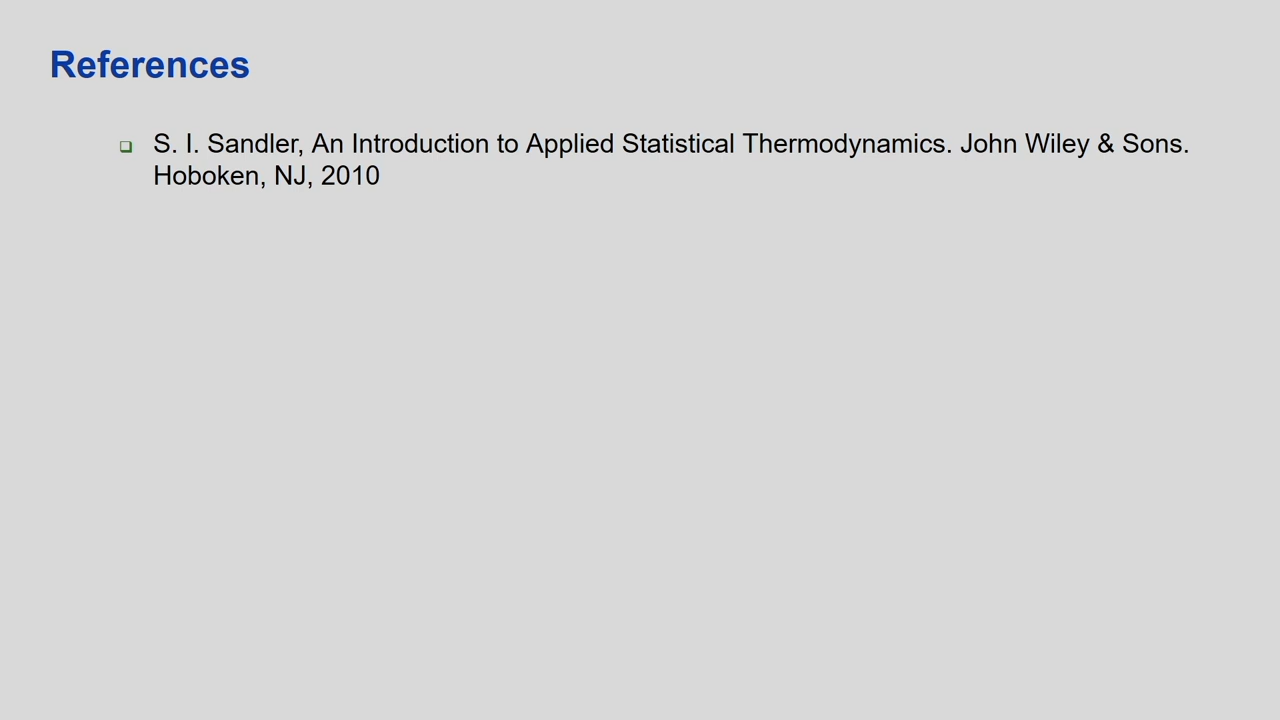 References
S. I. Sandler, An Introduction to Applied Statistical Thermodynamics. John Wiley & Sons.
Hoboken, NJ, 2010